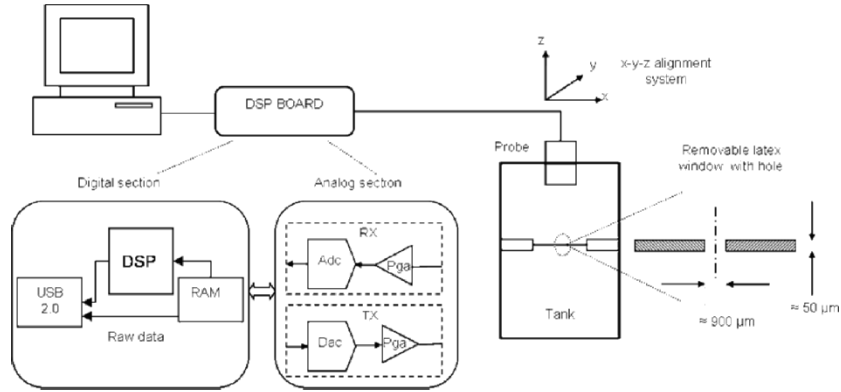 z
y
x
x-y-z alignment
system
DSP BOARD
Probe
Removable latex
window with hole
Digital section
Analog section
RX
Adc
Pga
DSP
USB
2.0
RAM
Raw data
TX
Dac
Pga
Tank
≈ 900 µm
≈ 50 µm